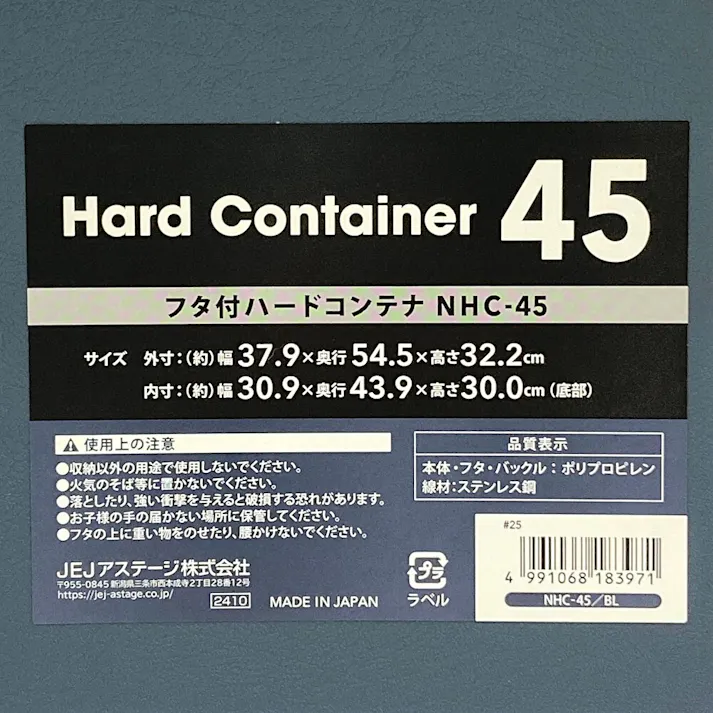 Hard Container 45
フタ付ハードコンテナ NHC-45
サイズ 外寸:(約)幅37.9×奥行54.5×高さ32.2cm
内寸:(約)幅30.9×奥行43.9×高さ30.0cm(底部)
⚠ 使用上の注意
●収納以外の用途で使用しないでください。
●火気のそば等に置かないでください。
●落としたり、強い衝撃を与えると破損する恐れがあります。
●お子様の手の届かない場所に保管してください。
●フタの上に重い物をのせたり、腰かけないでください。
品質表示
本体・フタ・バックル:ポリプロピレン
線材:ステンレス鋼
JEJアステージ株式会社
〒955-0845 新潟県三条市西本成寺2丁目28番12号
https://jej-astage.co.jp/
2410
MADE IN JAPAN
プラ
ラベル
#25
4 991068 183971
NHC-45/BL